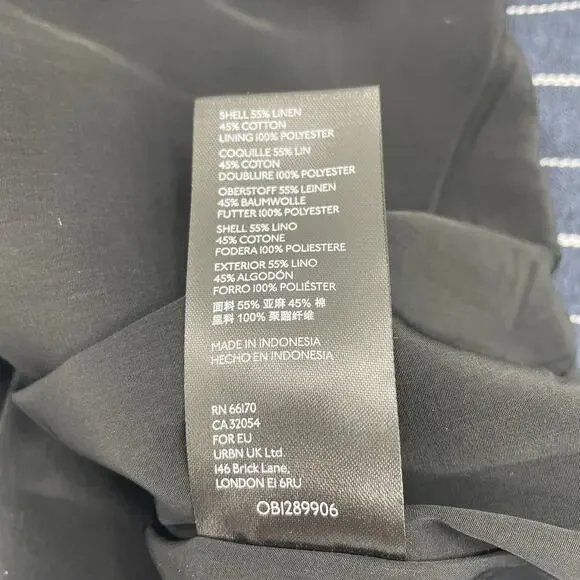 SHELL 55% LINEN
45% COTTON
LINING 100% POLYESTER
COQUILLE 55% LIN
45% COTON
DOUBLURE 100% POLYESTER
OBERSTOFF 55% LEINEN
45% BAUMWOLLE
FUTTER 100% POLYESTER
SHELL 55% LINO
45% COTONE
FODERA 100% POLIESTERE
EXTERIOR 55% LINO
45% ALGODÓN
FORRO 100% POLIÉSTER
面料 55% 亚麻 45% 棉
里料 100% 聚酯纤维
MADE IN INDONESIA
HECHO EN INDONESIA
RN 66170
CA 32054
FOR EU
URBN UK Ltd.
146 Brick Lane,
LONDON E1 6RU
OB1289906